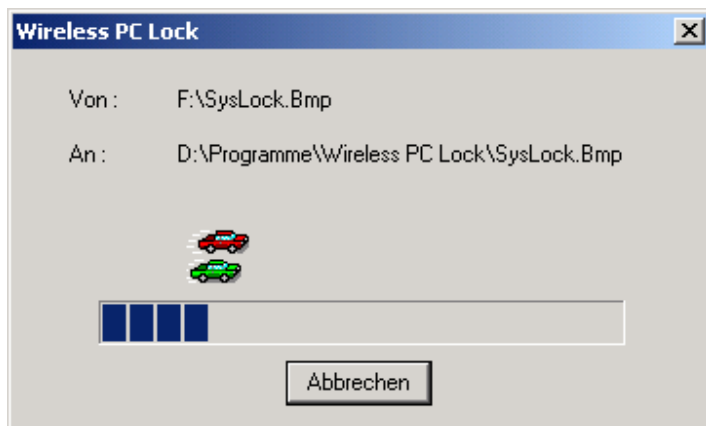 Wireless PC Lock
Von : F:\SysLock.Bmp
An : D:\Programme\Wireless PC Lock\SysLock.Bmp
Abbrechen